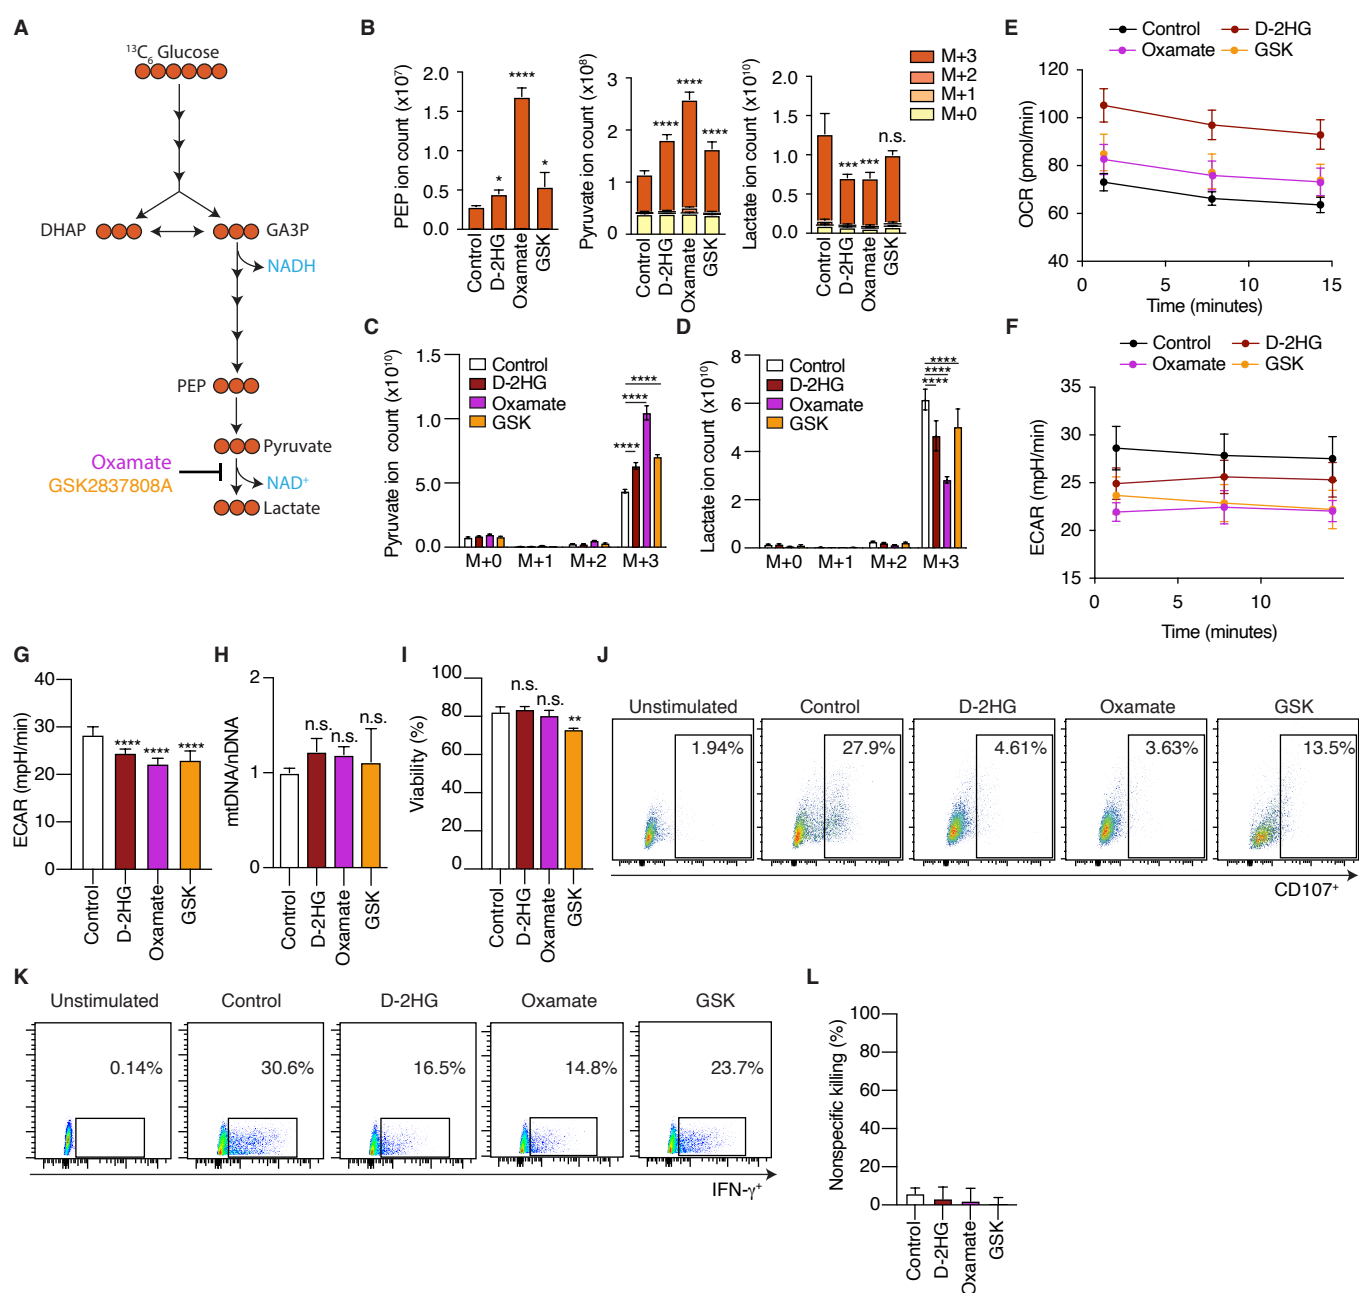 A
¹³C₆ Glucose
DHAP
GA3P
NADH
PEP
Pyruvate
Oxamate
GSK2837808A
NAD⁺
Lactate
B
PEP ion count (x10⁷)
2.0
1.5
1.0
0.5
0.0
*
****
*
Control
D-2HG
Oxamate
GSK
Pyruvate ion count (x10⁸)
3
2
1
0
****
****
****
Control
D-2HG
Oxamate
GSK
Lactate ion count (x10¹⁰)
2.0
1.5
1.0
0.5
0.0
***
***
n.s.
Control
D-2HG
Oxamate
GSK
M+3
M+2
M+1
M+0
C
Pyruvate ion count (x10¹⁰)
1.5
1.0
5.0
0.0
Control
D-2HG
Oxamate
GSK
****
****
****
M+0 M+1 M+2 M+3
D
Lactate ion count (x10¹⁰)
8
6
4
2
0
Control
D-2HG
Oxamate
GSK
****
****
****
M+0 M+1 M+2 M+3
E
Control D-2HG
Oxamate GSK
OCR (pmol/min)
120
100
80
60
40
0 5 10 15
Time (minutes)
F
Control D-2HG
Oxamate GSK
ECAR (mpH/min)
35
30
25
20
15
0 5 10
Time (minutes)
G
ECAR (mpH/min)
40
30
20
10
0
**** **** ****
Control
D-2HG
Oxamate
GSK
H
mtDNA/nDNA
2
1
0
n.s. n.s. n.s.
Control
D-2HG
Oxamate
GSK
I
Viability (%)
100
80
60
40
20
0
n.s. n.s. **
Control
D-2HG
Oxamate
GSK
J
Unstimulated Control D-2HG Oxamate GSK
1.94% 27.9% 4.61% 3.63% 13.5%
CD107⁺
K
Unstimulated Control D-2HG Oxamate GSK
0.14% 30.6% 16.5% 14.8% 23.7%
IFN-γ⁺
L
Nonspecific killing (%)
100
80
60
40
20
0
Control
D-2HG
Oxamate
GSK